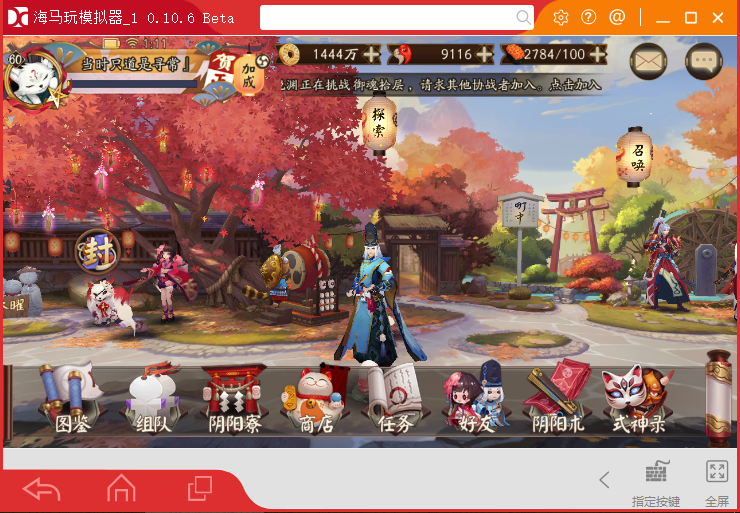 海马玩模拟器_1 0.10.6 Beta
1:11
60
当时只道是寻常
贺
加成
1444万
9116
2784/100
渊正在挑战御魂拾层，请求其他协战者加入。点击加入
探索
召唤
町中
封
曜
图鉴
组队
阴阳寮
商店
任务
好友
阴阳术
式神录
指定按键
全屏